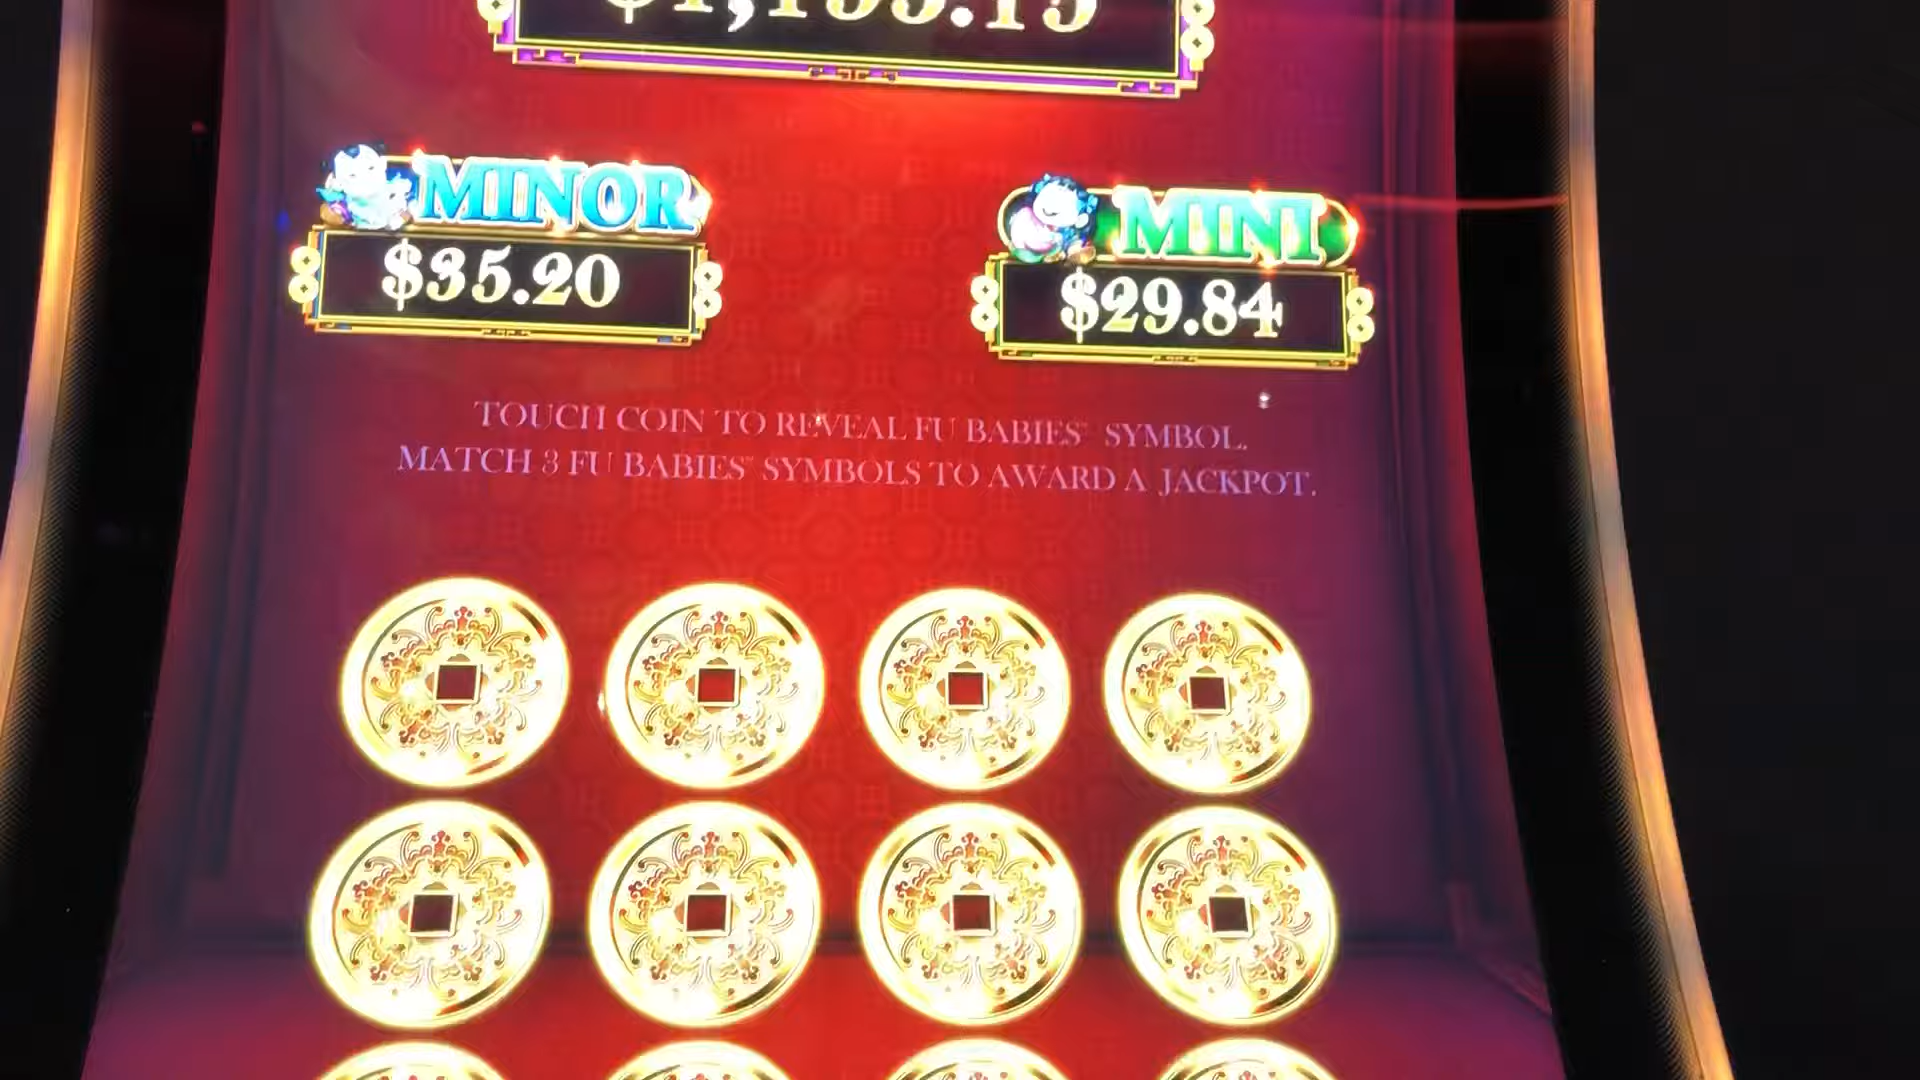 MINOR
$35.20
MINI
$29.84
TOUCH COIN TO REVEAL FU BABIES' SYMBOL.
MATCH 3 FU BABIES' SYMBOLS TO AWARD A JACKPOT.